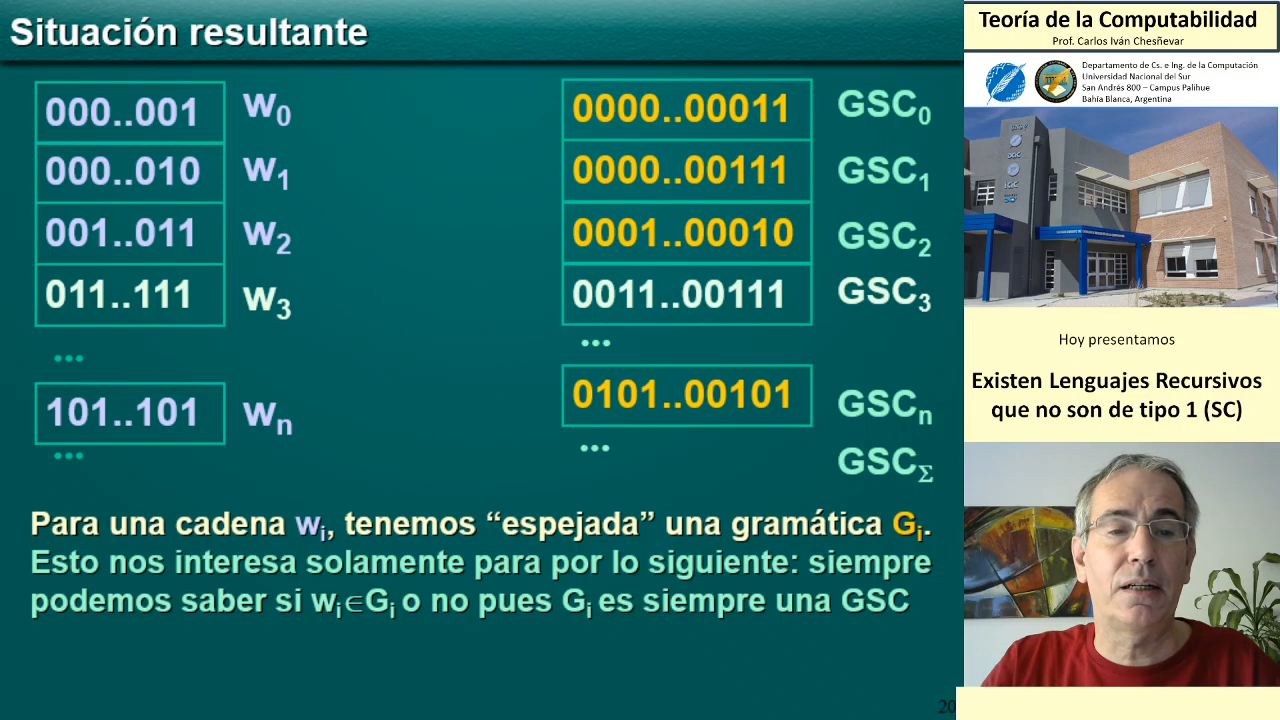 Situación resultante
000..001 w0 0000..00011 GSC0
000..010 w1 0000..00111 GSC1
001..011 w2 0001..00010 GSC2
011..111 w3 0011..00111 GSC3
... ...
101..101 wn 0101..00101 GSCn
... ... GSCΣ
Para una cadena wi, tenemos “espejada” una gramática Gi.
Esto nos interesa solamente para por lo siguiente: siempre
podemos saber si wi∈Gi o no pues Gi es siempre una GSC
20
Teoría de la Computabilidad
Prof. Carlos Iván Chesñevar
Departamento de Cs. e Ing. de la Computación
Universidad Nacional del Sur
San Andrés 800 – Campus Palihue
Bahía Blanca, Argentina
Hoy presentamos
Existen Lenguajes Recursivos
que no son de tipo 1 (SC)